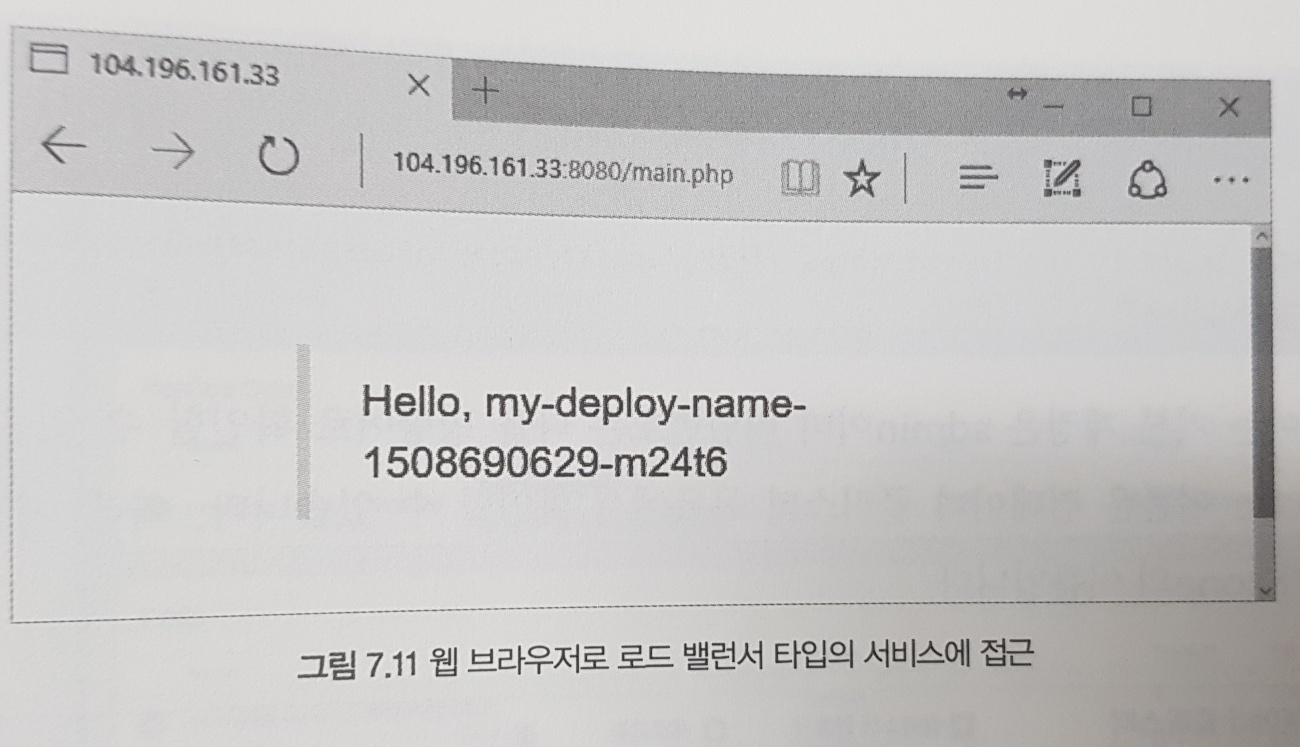 104.196.161.33
104.196.161.33:8080/main.php
Hello, my-deploy-name-
1508690629-m24t6
그림 7.11 웹 브라우저로 로드 밸런서 타입의 서비스에 접근